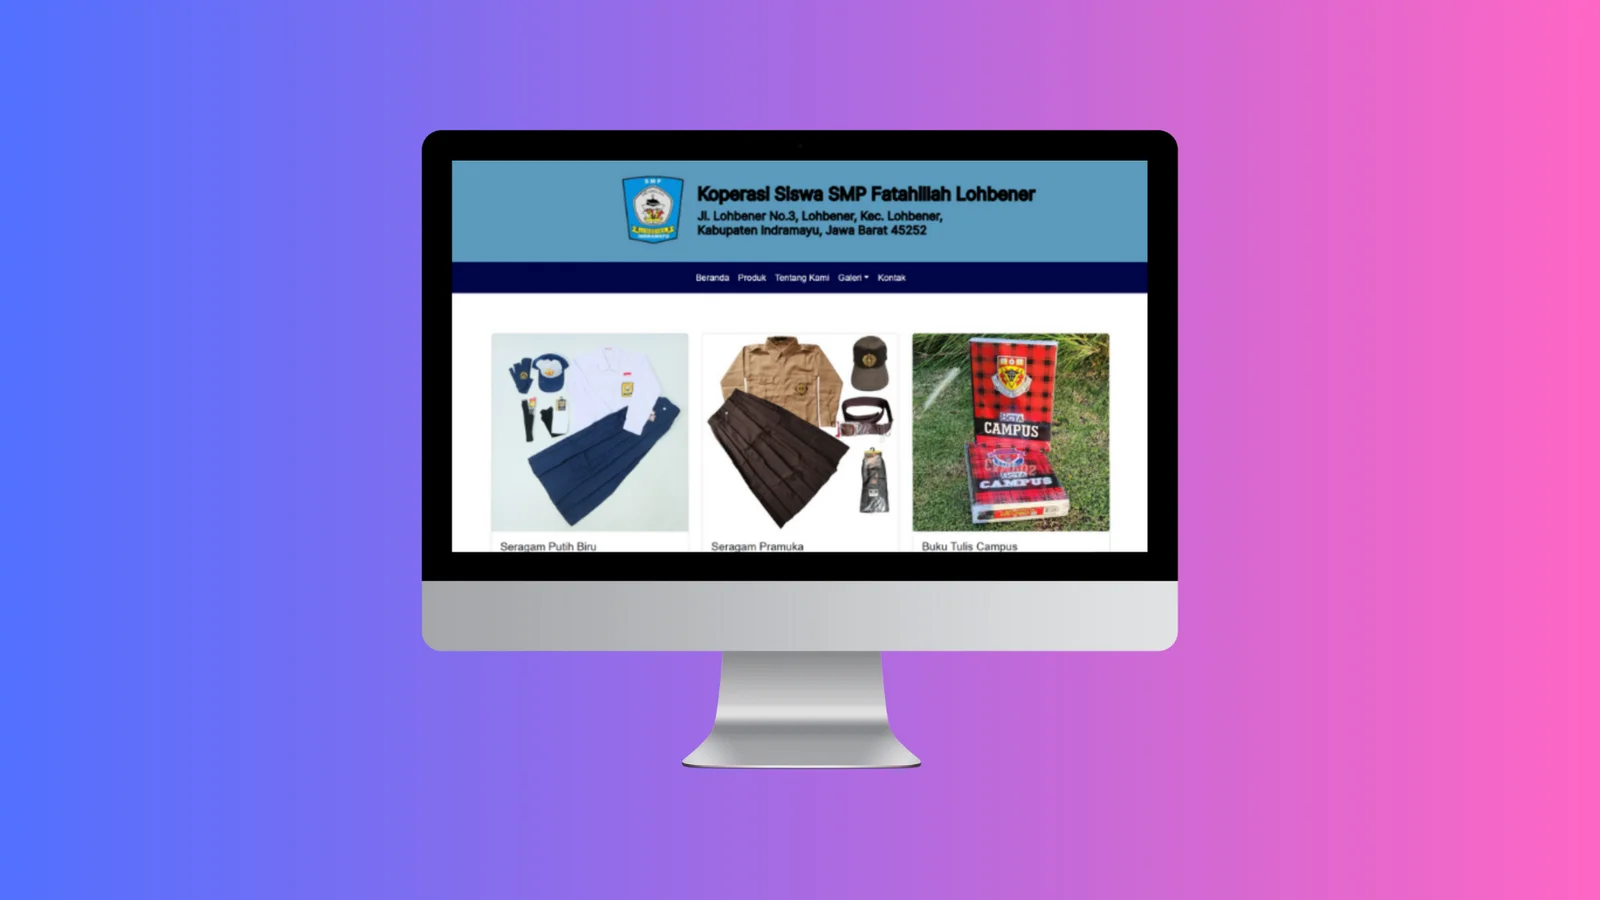 SMP
Koperasi Siswa SMP Fatahillah Lohbener
Jl. Lohbener No.3, Lohbener, Kec. Lohbener,
Kabupaten Indramayu, Jawa Barat 45252
Beranda Produk Tentang Kami Galeri Kontak
CAMPUS
CAMPUS
Seragam Putih Biru
Seragam Pramuka
Buku Tulis Campus